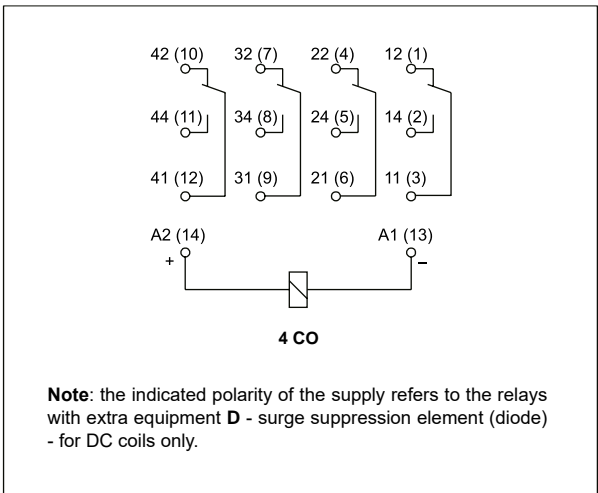 42 (10) 32 (7) 22 (4) 12 (1)
44 (11) 34 (8) 24 (5) 14 (2)
41 (12) 31 (9) 21 (6) 11 (3)
A2 (14) A1 (13)
+ –
4 CO
Note: the indicated polarity of the supply refers to the relays
with extra equipment D - surge suppression element (diode)
- for DC coils only.